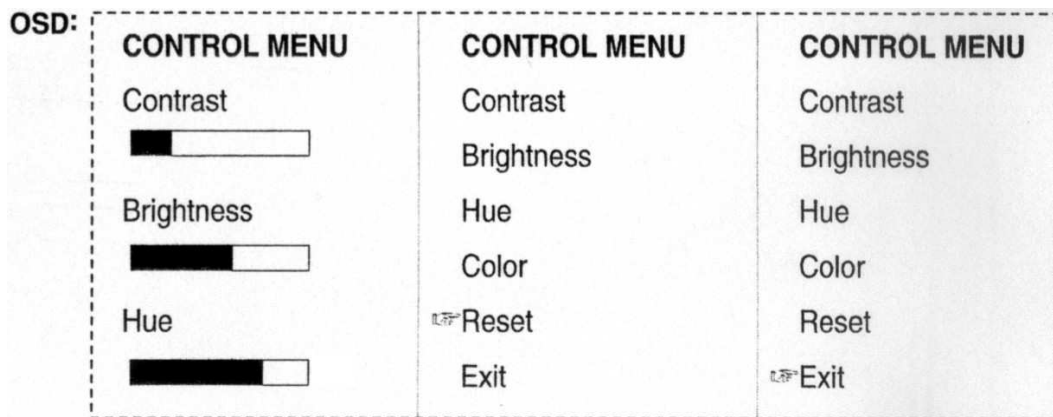 OSD:
CONTROL MENU
Contrast
Brightness
Hue
CONTROL MENU
Contrast
Brightness
Hue
Color
☞Reset
Exit
CONTROL MENU
Contrast
Brightness
Hue
Color
Reset
☞Exit